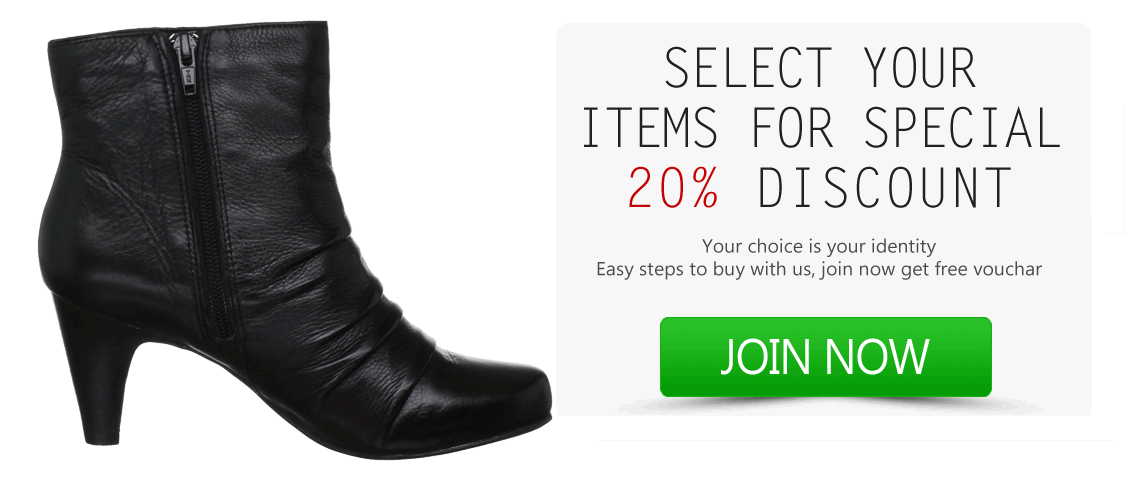 SELECT YOUR
ITEMS FOR SPECIAL
20% DISCOUNT
Your choice is your identity
Easy steps to buy with us, join now get free vouchar
JOIN NOW